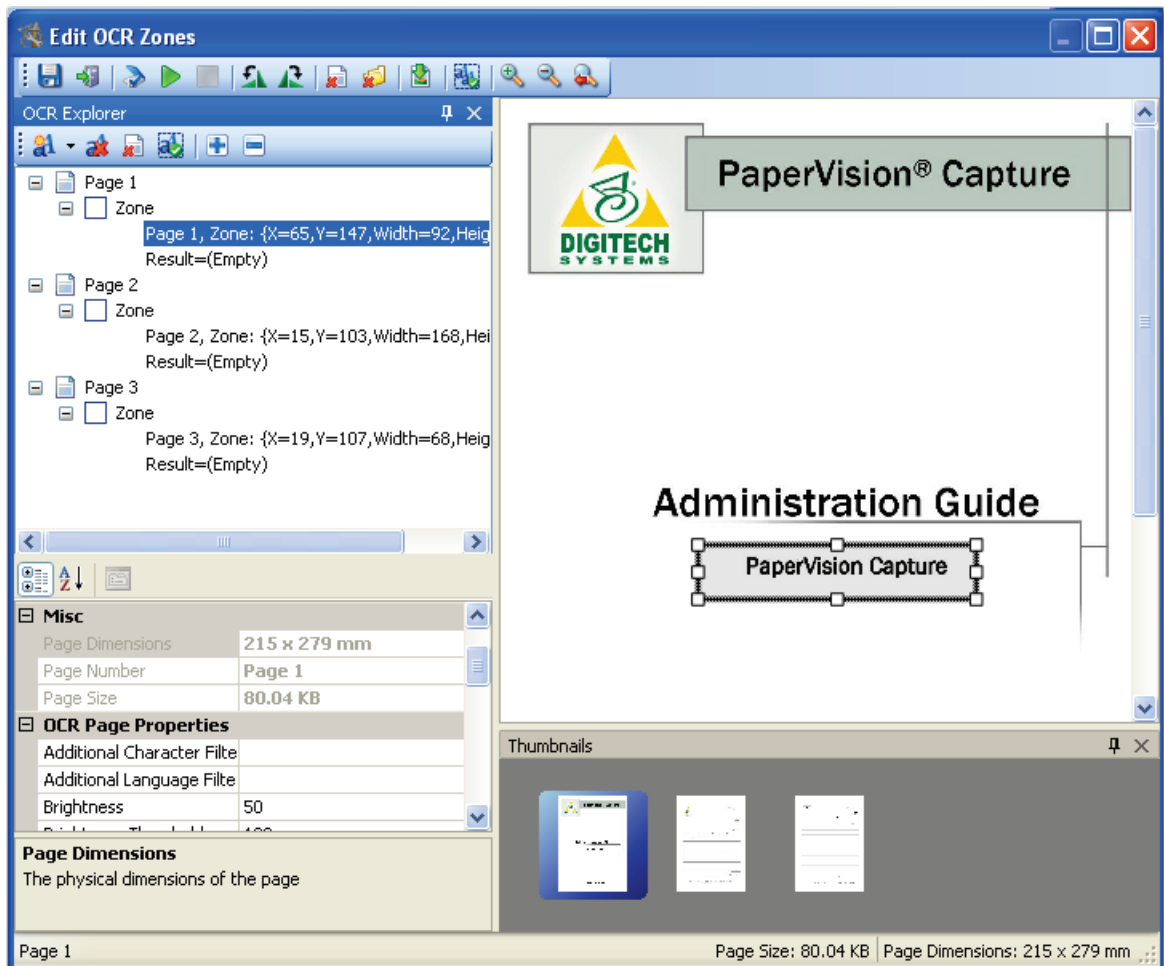 Edit OCR Zones
OCR Explorer
Page 1
Zone
Page 1, Zone: {X=65,Y=147,Width=92,Heig
Result=(Empty)
Page 2
Zone
Page 2, Zone: {X=15,Y=103,Width=168,Hei
Result=(Empty)
Page 3
Zone
Page 3, Zone: {X=19,Y=107,Width=68,Heig
Result=(Empty)
Misc
Page Dimensions 215 x 279 mm
Page Number Page 1
Page Size 80.04 KB
OCR Page Properties
Additional Character Filte
Additional Language Filte
Brightness 50
Page Dimensions
The physical dimensions of the page
DIGITECH
SYSTEMS
PaperVision® Capture
Administration Guide
PaperVision Capture
Thumbnails
Page 1
Page Size: 80.04 KB Page Dimensions: 215 x 279 mm